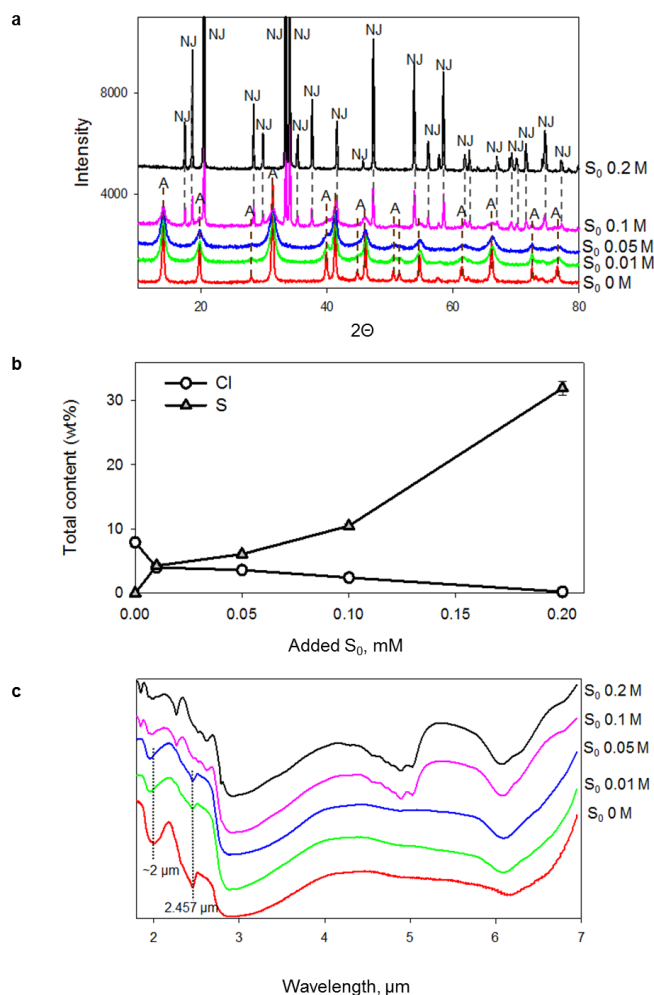 a
NJ NJ NJ NJ NJ NJ
NJ NJ
8000
NJ NJ NJ NJ NJ
NJ NJ NJ NJ
NJ NJ NJ NJ
Intensity
S₀ 0.2 M
4000
A A A A A A A A A A A A A
S₀ 0.1 M
S₀ 0.05 M
S₀ 0.01 M
S₀ 0 M
20 40 60 80
2Θ
b
Cl
S
30
20
10
0
Total content (wt%)
0.00 0.05 0.10 0.15 0.20
Added S₀, mM
c
S₀ 0.2 M
S₀ 0.1 M
S₀ 0.05 M
S₀ 0.01 M
S₀ 0 M
~2 µm
2.457 µm
2 3 4 5 6 7
Wavelength, µm